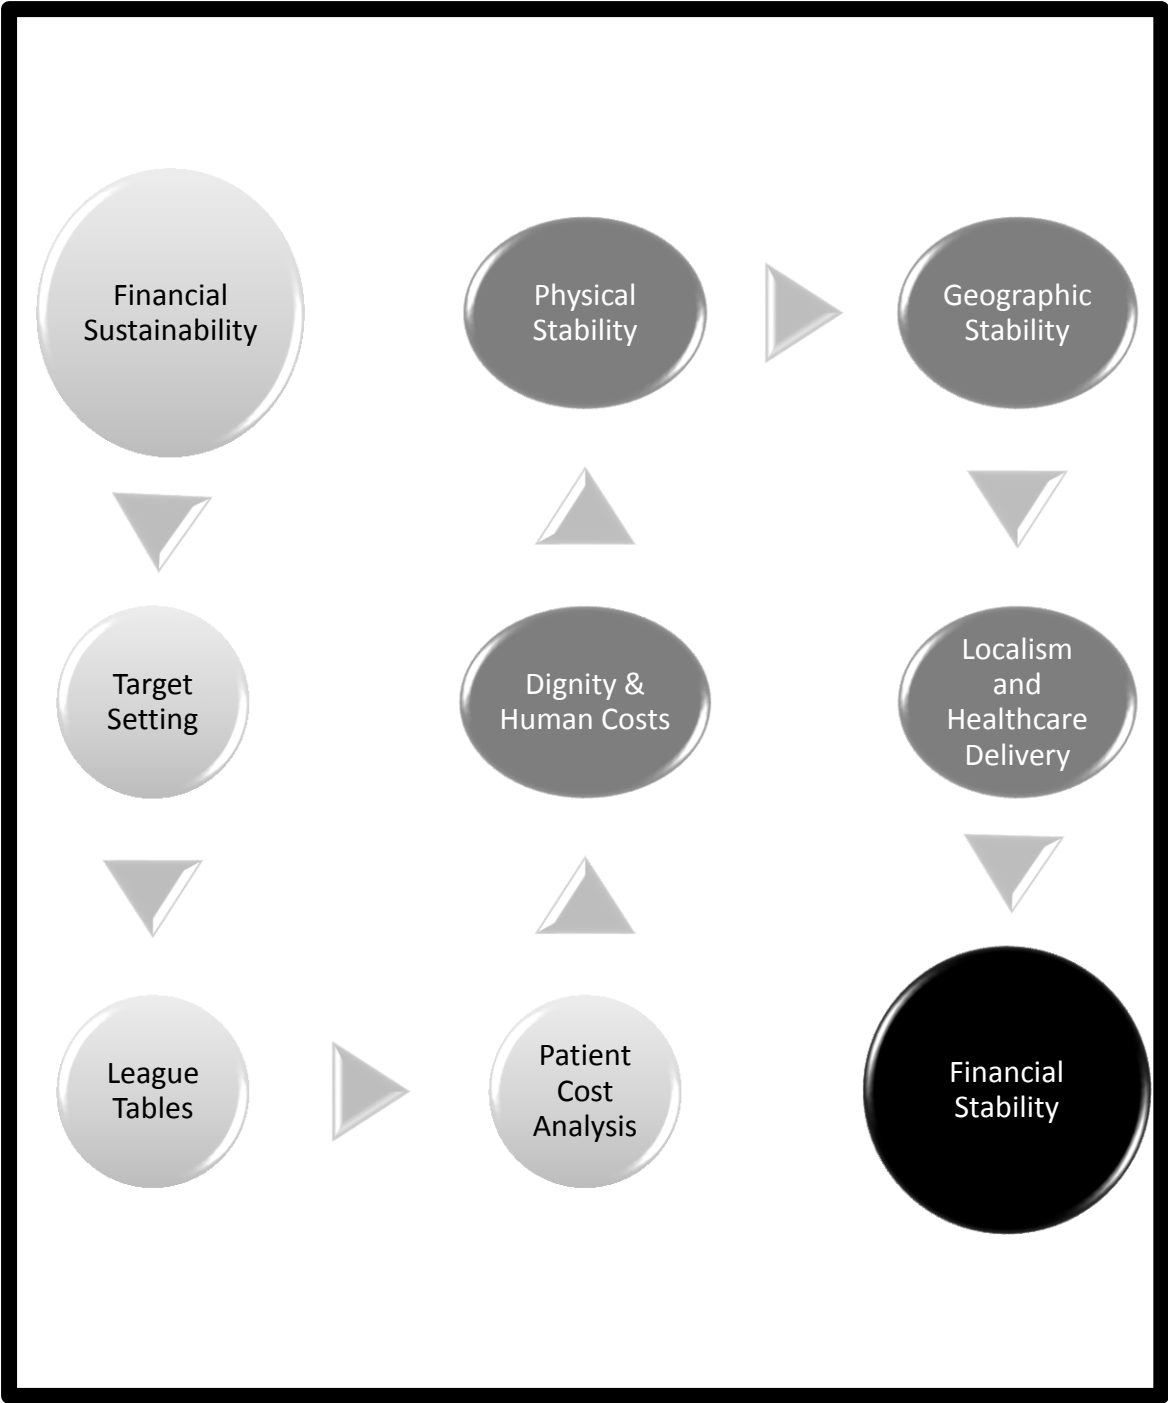 Financial
Sustainability
Target
Setting
League
Tables
Patient
Cost
Analysis
Dignity &
Human Costs
Physical
Stability
Geographic
Stability
Localism
and
Healthcare
Delivery
Financial
Stability